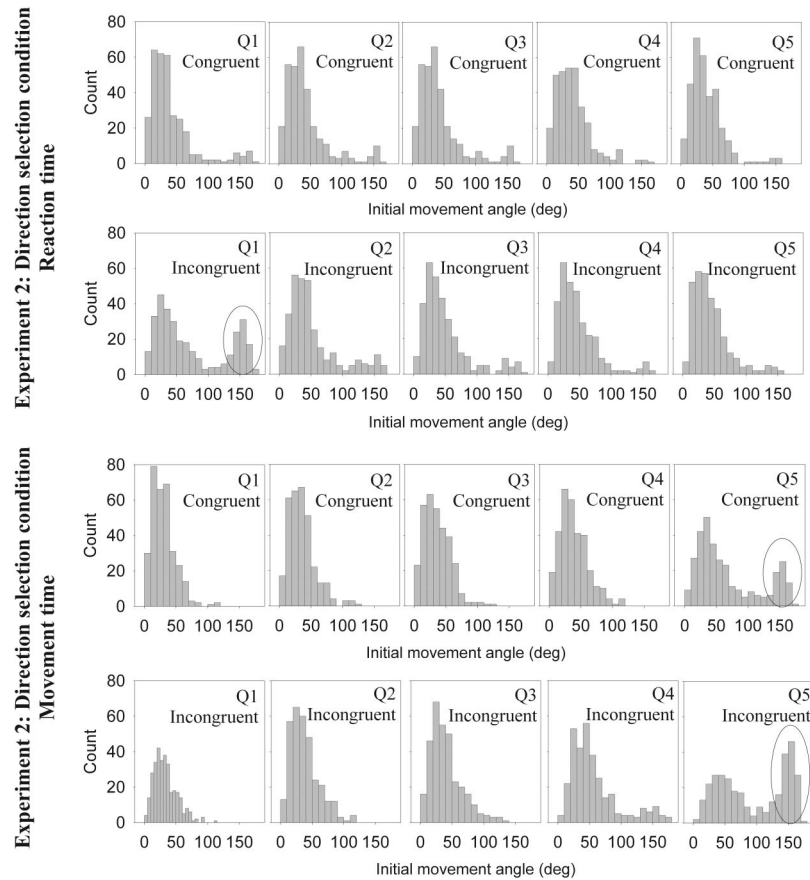 Experiment 2: Direction selection condition
Reaction time
80
60
40
20
0
Count
Q1
Congruent
Q2
Congruent
Q3
Congruent
Q4
Congruent
Q5
Congruent
0 50 100 150 0 50 100 150 0 50 100 150 0 50 100 150 0 50 100 150
Initial movement angle (deg)
80
60
40
20
0
Count
Q1
Incongruent
Q2
Incongruent
Q3
Incongruent
Q4
Incongruent
Q5
Incongruent
0 50 100 150 0 50 100 150 0 50 100 150 0 50 100 150 0 50 100 150
Initial movement angle (deg)
Experiment 2: Direction selection condition
Movement time
80
60
40
20
0
Count
Q1
Congruent
Q2
Congruent
Q3
Congruent
Q4
Congruent
Q5
Congruent
0 50 100 150 0 50 100 150 0 50 100 150 0 50 100 150 0 50 100 150
Initial movement angle (deg)
80
60
40
20
0
Count
Q1
Incongruent
Q2
Incongruent
Q3
Incongruent
Q4
Incongruent
Q5
Incongruent
0 50 100 150 0 50 100 150 0 50 100 150 0 50 100 150 0 50 100 150
Initial movement angle (deg)